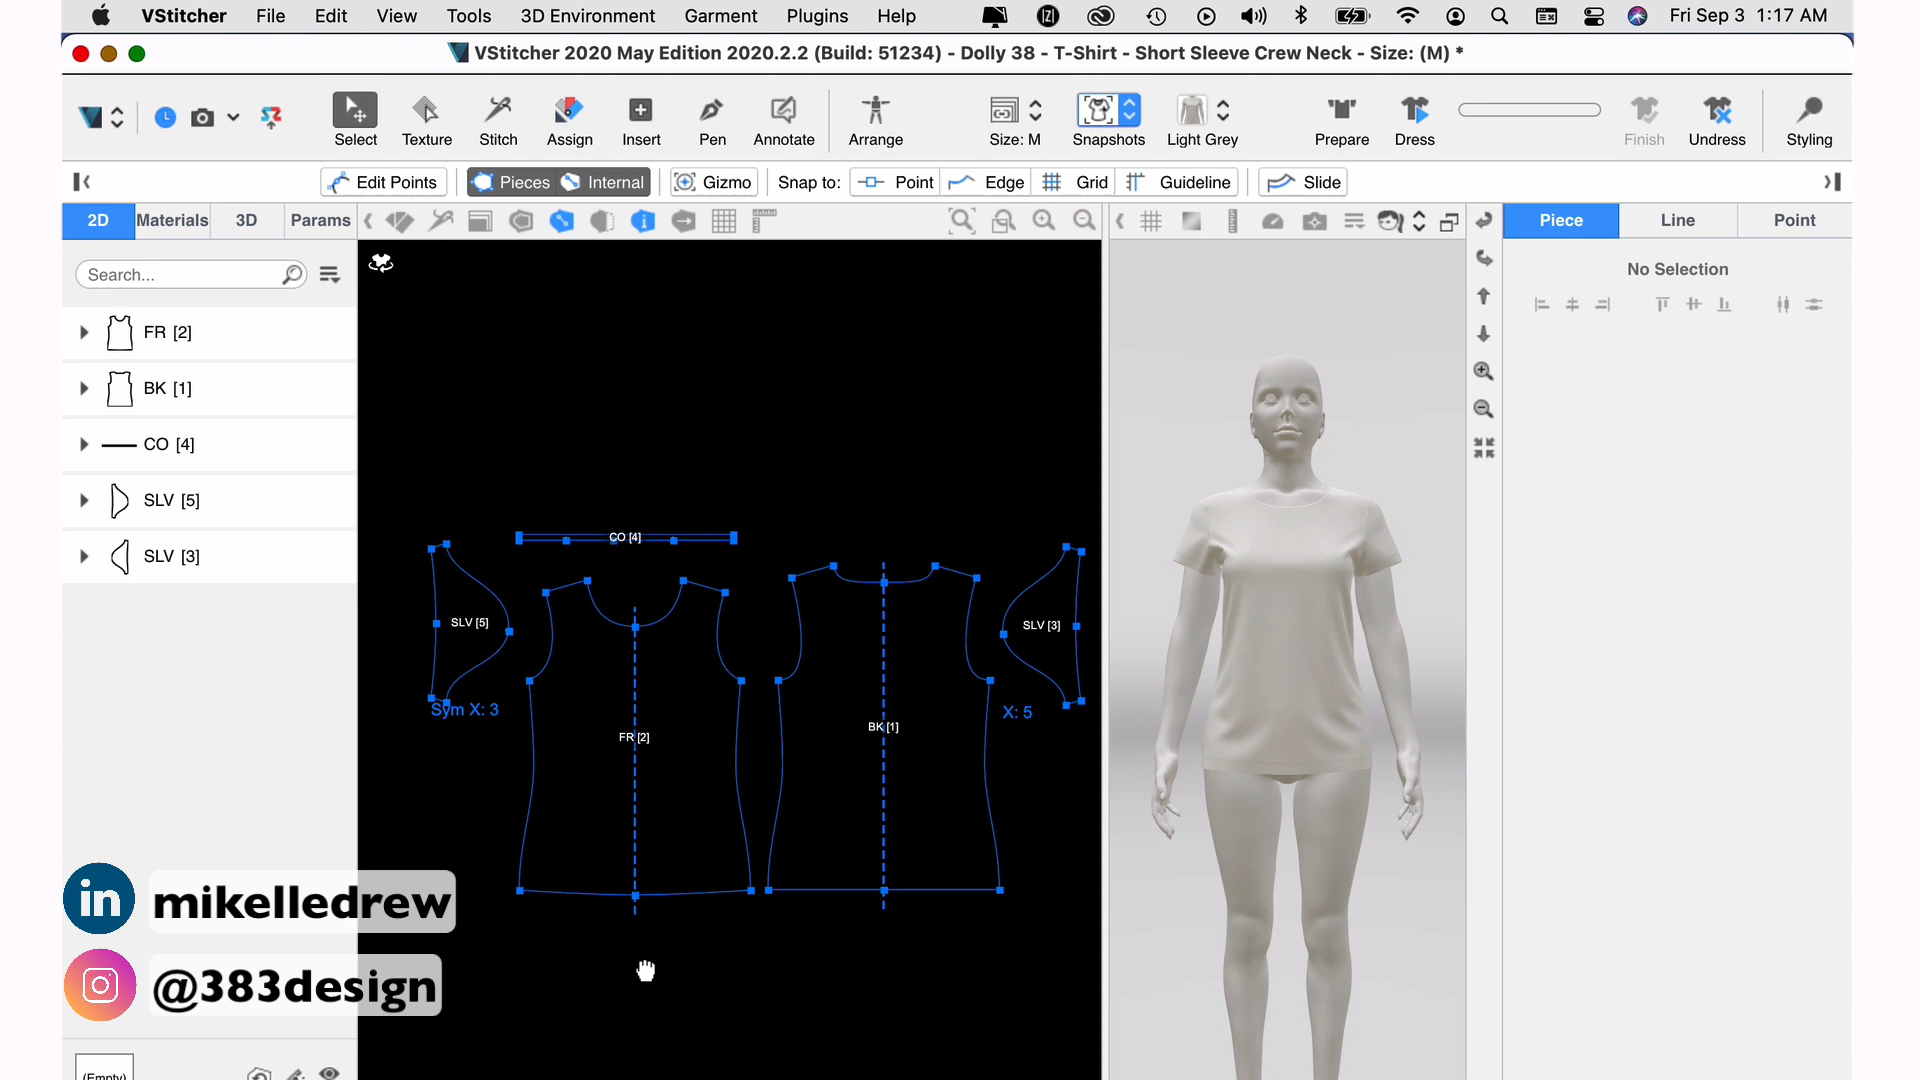 VStitcher File Edit View Tools 3D Environment Garment Plugins Help Fri Sep 3 1:17 AM
VStitcher 2020 May Edition 2020.2.2 (Build: 51234) - Dolly 38 - T-Shirt - Short Sleeve Crew Neck - Size: (M) *
Select Texture Stitch Assign Insert Pen Annotate Arrange Size: M Snapshots Light Grey Prepare Dress Finish Undress Styling
Edit Points Pieces Internal Gizmo Snap to: Point Edge Grid Guideline Slide
2D Materials 3D Params Piece Line Point
No Selection
Search...
FR [2]
BK [1]
CO [4]
SLV [5]
SLV [3]
CO [4]
SLV [5]
SLV [3]
Sym X: 3
X: 5
BK [1]
FR [2]
in mikelledrew
@383design
(Empty)